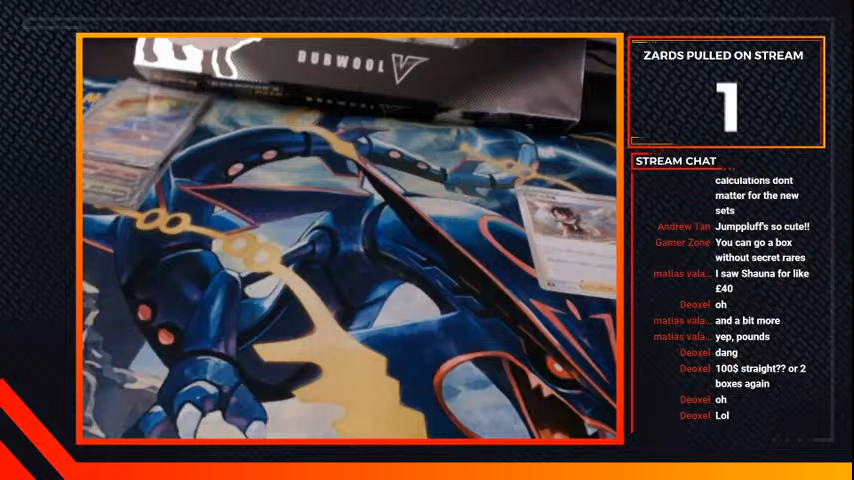 DUBWOOL V
ZARDS PULLED ON STREAM
1
STREAM CHAT
calculations dont
matter for the new
sets
Andrew Tan Jumppluff's so cute!!
Gamer Zone You can go a box
without secret rares
matias vala... I saw Shauna for like
£40
Deoxel oh
matias vala... and a bit more
matias vala... yep, pounds
Deoxel dang
Deoxel 100$ straight?? or 2
boxes again
Deoxel oh
Deoxel Lol